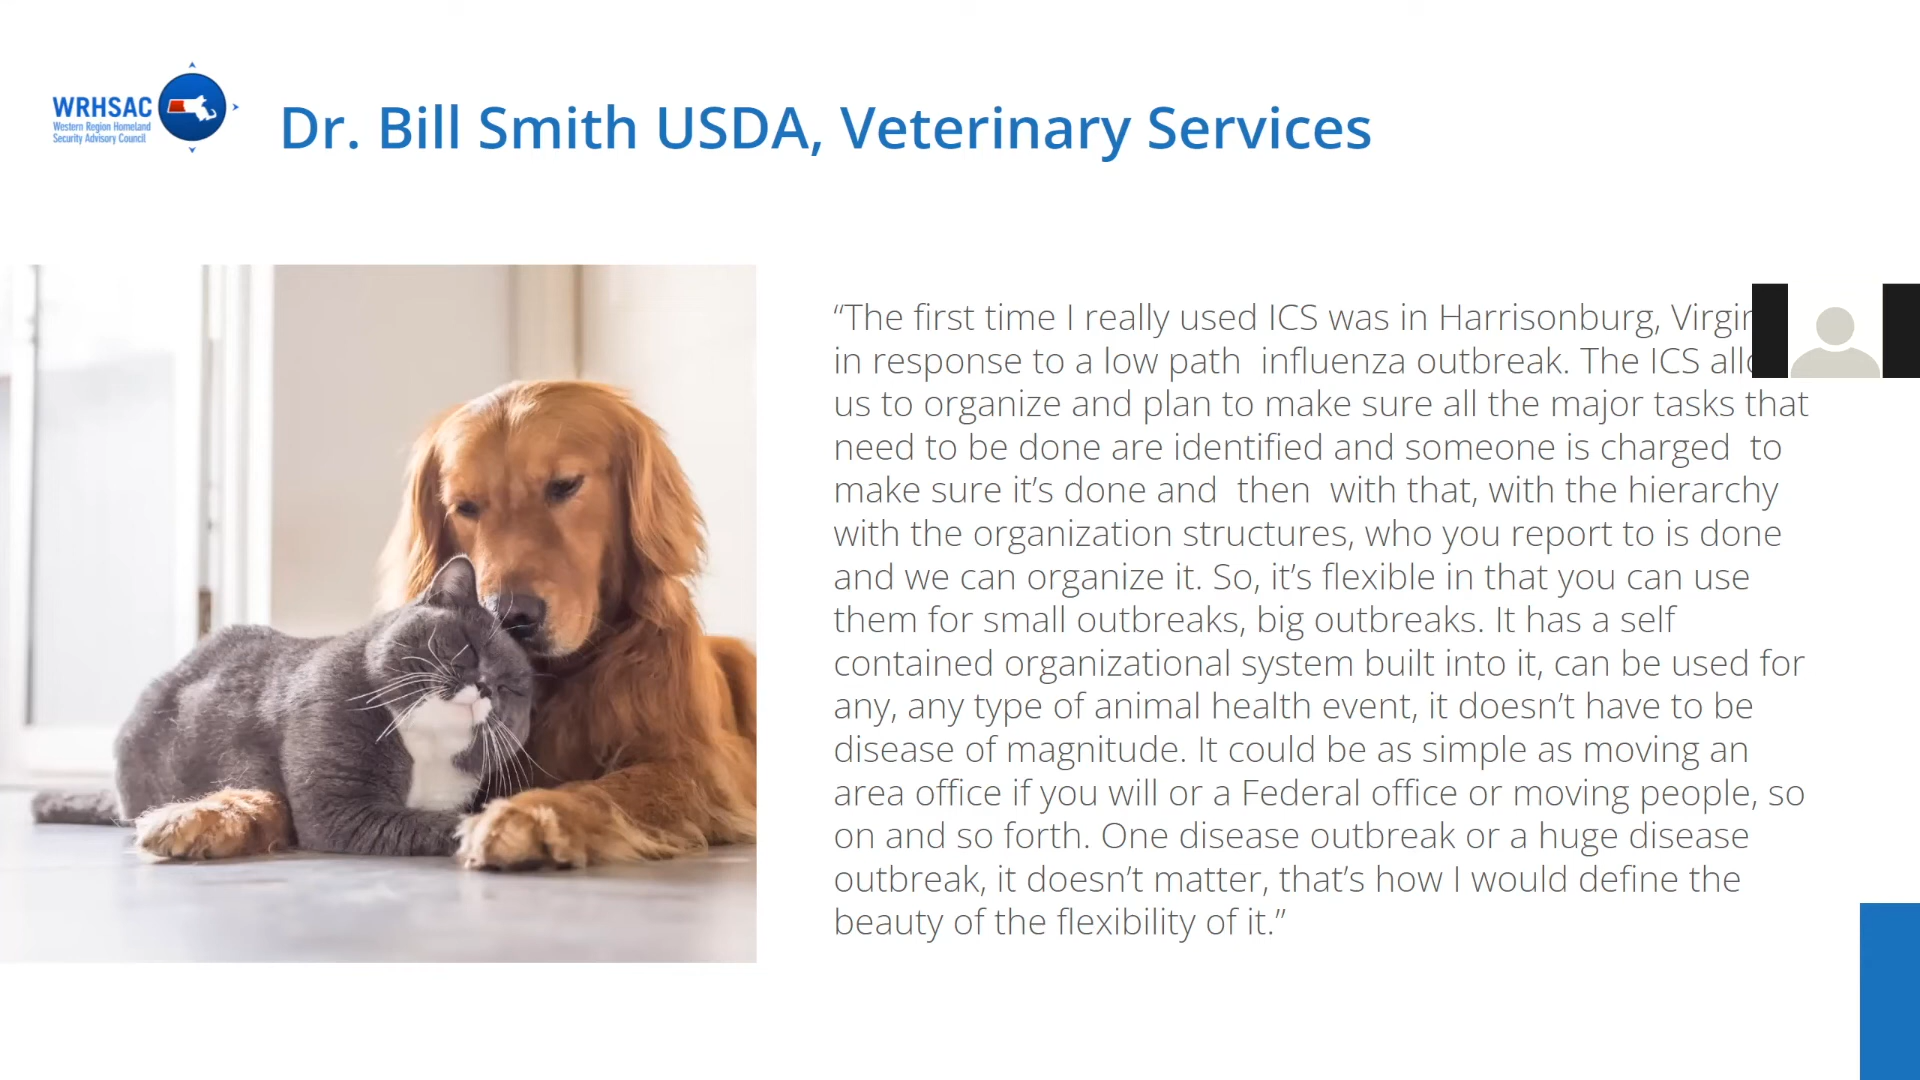 WRHSAC
Western Region Homeland
Security Advisory Council
Dr. Bill Smith USDA, Veterinary Services
“The first time I really used ICS was in Harrisonburg,
in response to a low path influenza outbreak. The ICS
us to organize and plan to make sure all the major tasks that
need to be done are identified and someone is charged to
make sure it’s done and then with that, with the hierarchy
with the organization structures, who you report to is done
and we can organize it. So, it’s flexible in that you can use
them for small outbreaks, big outbreaks. It has a self
contained organizational system built into it, can be used for
any, any type of animal health event, it doesn’t have to be
disease of magnitude. It could be as simple as moving an
area office if you will or a Federal office or moving people, so
on and so forth. One disease outbreak or a huge disease
outbreak, it doesn’t matter, that’s how I would define the
beauty of the flexibility of it.”